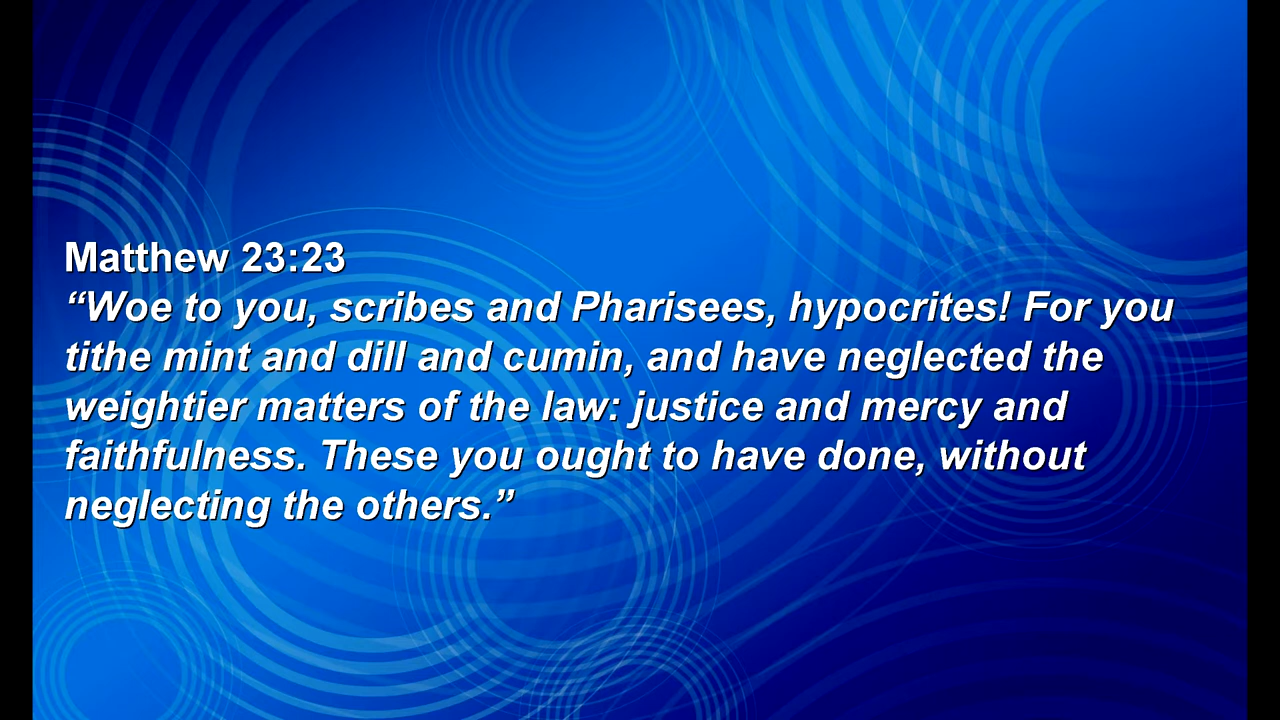 Matthew 23:23
“Woe to you, scribes and Pharisees, hypocrites! For you
tithe mint and dill and cumin, and have neglected the
weightier matters of the law: justice and mercy and
faithfulness. These you ought to have done, without
neglecting the others.”